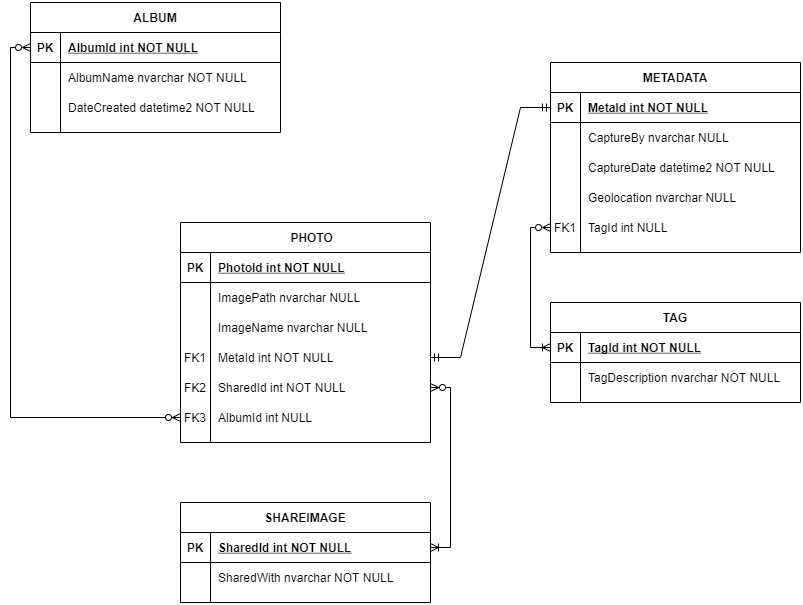 ALBUM
PK AlbumId int NOT NULL
AlbumName nvarchar NOT NULL
DateCreated datetime2 NOT NULL
METADATA
PK MetaId int NOT NULL
CaptureBy nvarchar NULL
CaptureDate datetime2 NOT NULL
Geolocation nvarchar NULL
FK1 TagId int NULL
PHOTO
PK PhotoId int NOT NULL
ImagePath nvarchar NULL
ImageName nvarchar NULL
FK1 MetaId int NOT NULL
FK2 SharedId int NOT NULL
FK3 AlbumId int NULL
TAG
PK TagId int NOT NULL
TagDescription nvarchar NOT NULL
SHAREIMAGE
PK SharedId int NOT NULL
SharedWith nvarchar NOT NULL